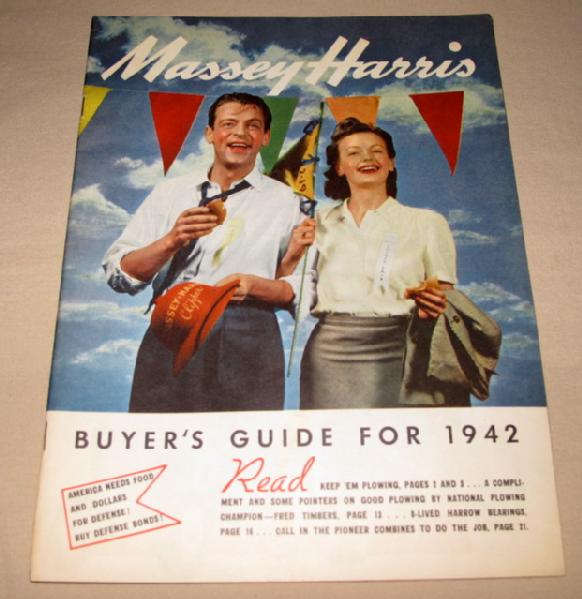 Massey-Harris
SSEY-HA
Clipper
BUYER'S GUIDE FOR 1942
AMERICA NEEDS FOOD
AND DOLLARS
FOR DEFENSE!
BUY DEFENSE BONDS!
Read KEEP 'EM PLOWING, PAGES 1 AND 3 . . . A COMPLI-
MENT AND SOME POINTERS ON GOOD PLOWING BY NATIONAL PLOWING
CHAMPION—FRED TIMBERS, PAGE 13 . . . 8-LIVED HARROW BEARINGS,
PAGE 16 . . . CALL IN THE PIONEER COMBINES TO DO THE JOB, PAGE 21.